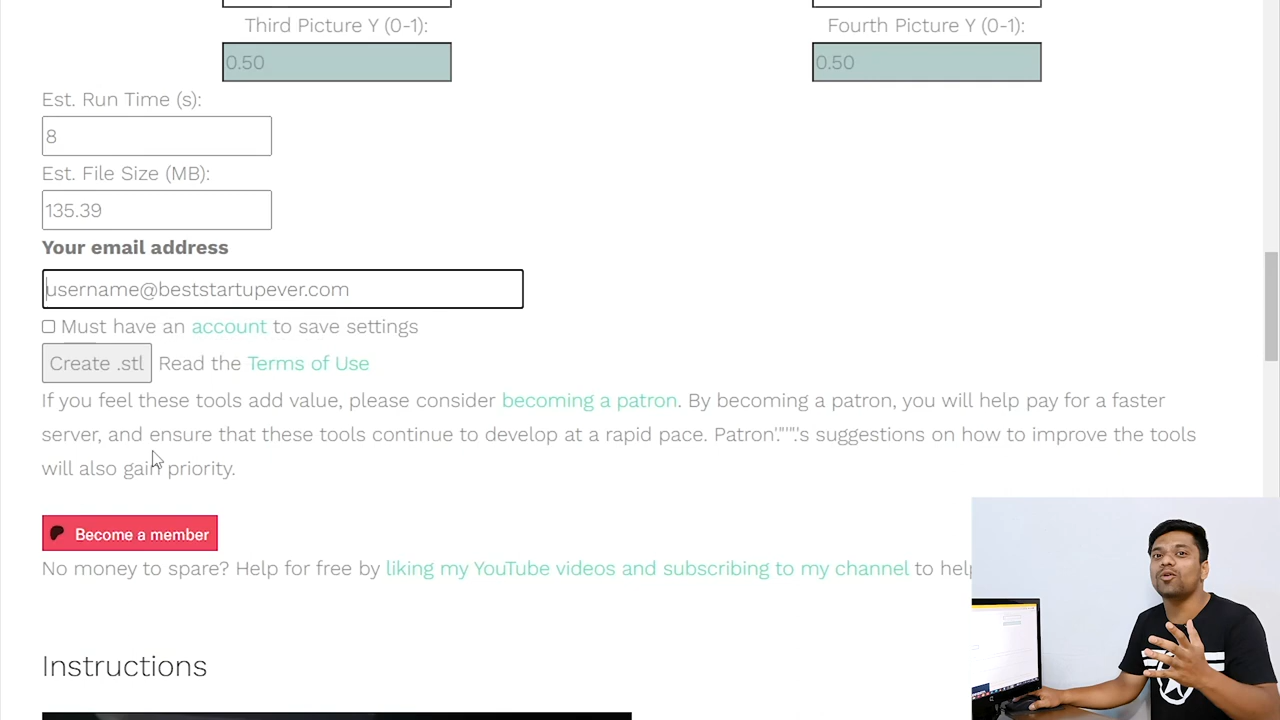 Third Picture Y (0-1):
Fourth Picture Y (0-1):
0.50
0.50
Est. Run Time (s):
8
Est. File Size (MB):
135.39
Your email address
username@beststartupever.com
Must have an account to save settings
Create .stl Read the Terms of Use
If you feel these tools add value, please consider becoming a patron. By becoming a patron, you will help pay for a faster
server, and ensure that these tools continue to develop at a rapid pace. Patron'"'"'s suggestions on how to improve the tools
will also gain priority.
Become a member
No money to spare? Help for free by liking my YouTube videos and subscribing to my channel to help
Instructions